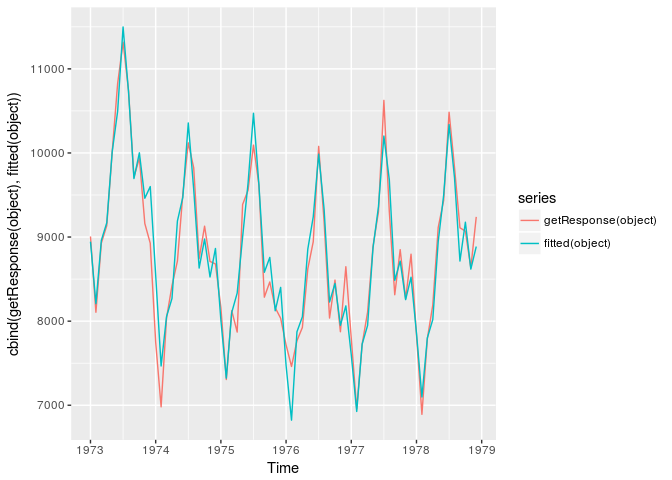 11000
10000
9000
8000
7000
cbind(getResponse(object), fitted(object))
1973 1974 1975 1976 1977 1978 1979
Time
series
getResponse(object)
fitted(object)